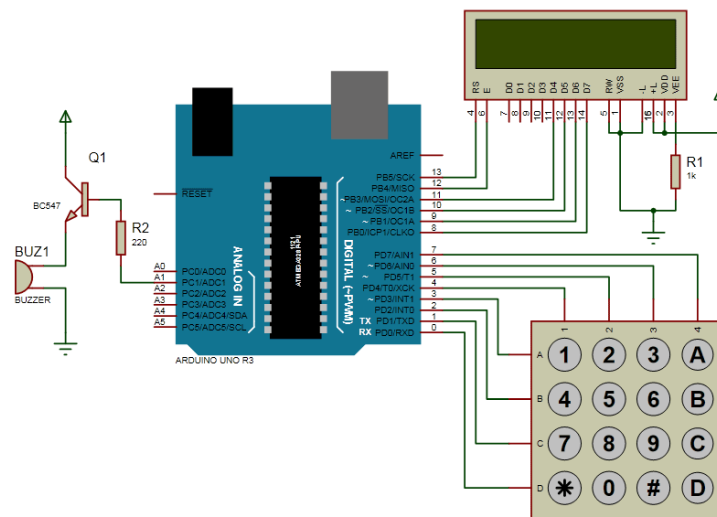 Q1
BC547
R2
220
BUZ1
BUZZER
RESET
AREF
A0 PC0/ADC0
A1 PC1/ADC1
A2 PC2/ADC2
A3 PC3/ADC3
A4 PC4/ADC4/SDA
A5 PC5/ADC5/SCL
ANALOG IN
1121
DIGITAL (~PWM)
PB5/SCK 13
PB4/MISO 12
~PB3/MOSI/OC2A 11
~ PB2/SS/OC1B 10
~ PB1/OC1A 9
PB0/ICP1/CLKO 8
PD7/AIN1 7
~ PD6/AIN0 6
~ PD5/T1 5
PD4/T0/XCK 4
~ PD3/INT1 3
PD2/INT0 2
TX PD1/TXD 1
RX PD0/RXD 0
ARDUINO UNO R3
RS E D0 D1 D2 D3 D4 D5 D6 D7 RW VSS -L +L VDD VEE
4 6 7 8 9 10 11 12 13 14 5 1 2 3
R1
1k
1 2 3 4
A 1 2 3 A
B 4 5 6 B
C 7 8 9 C
D * 0 # D